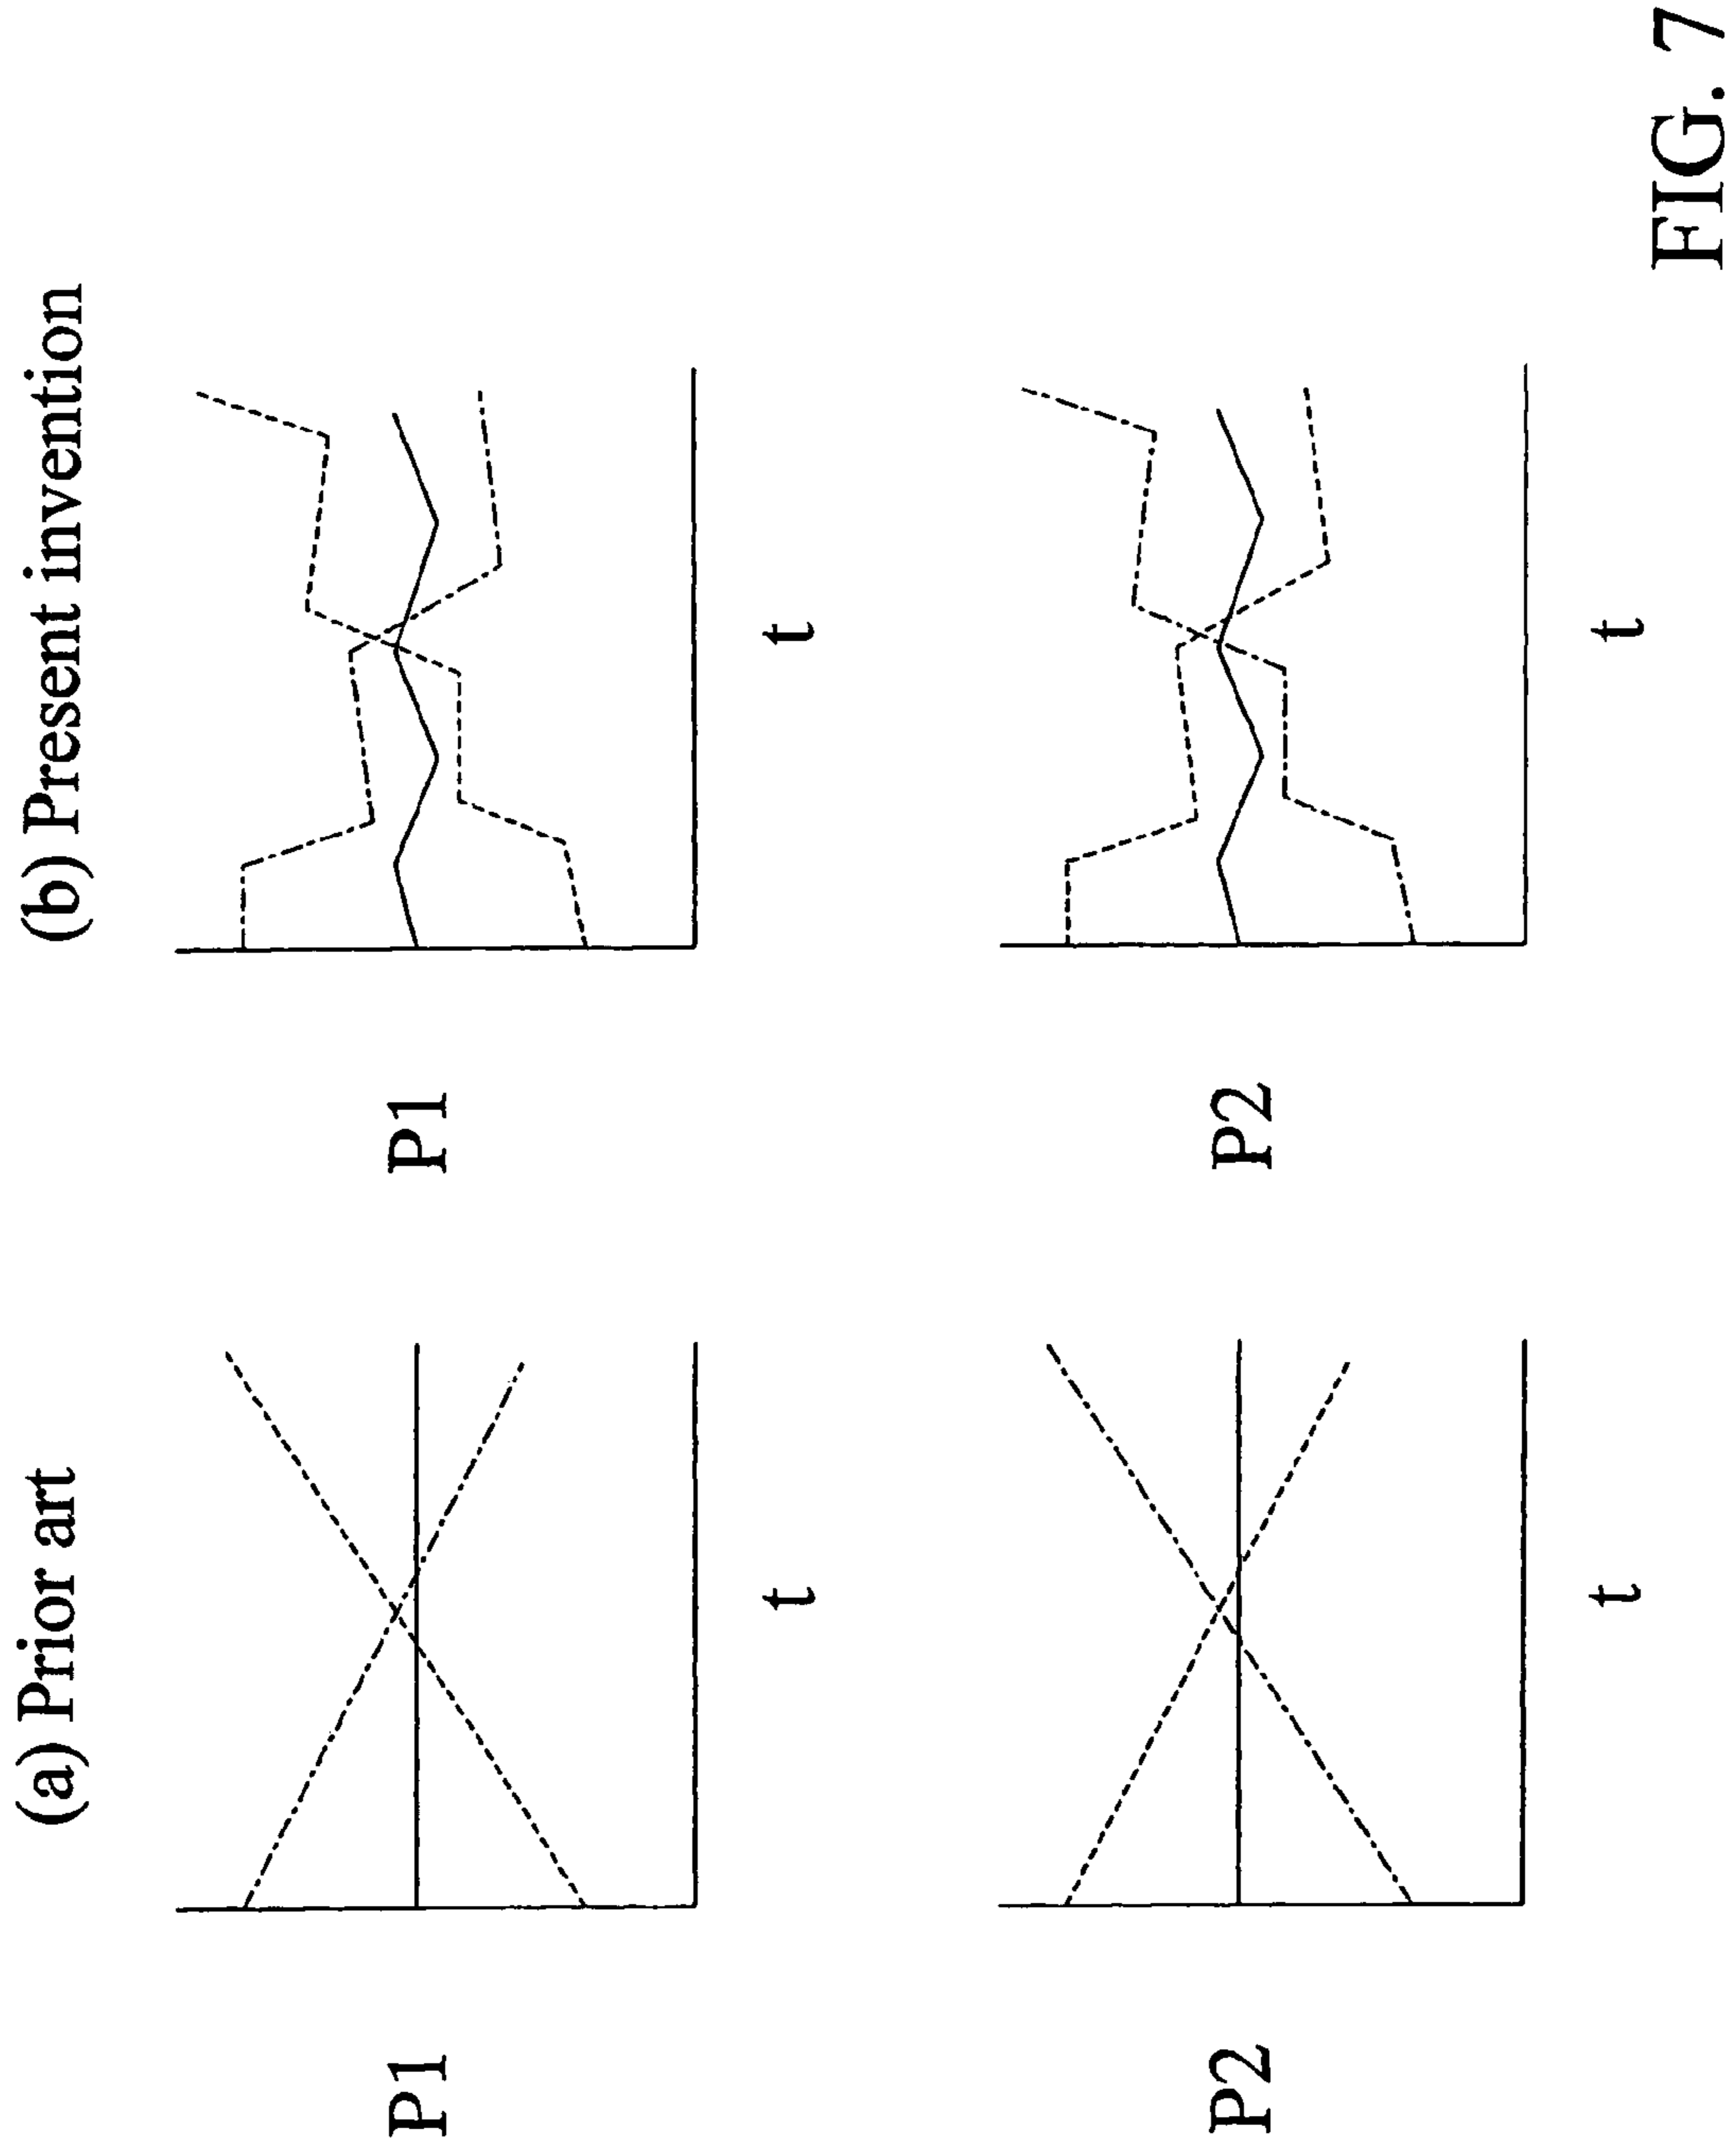 (a) Prior art
(b) Present invention
P1
t
P1
t
P2
t
P2
t
FIG. 7